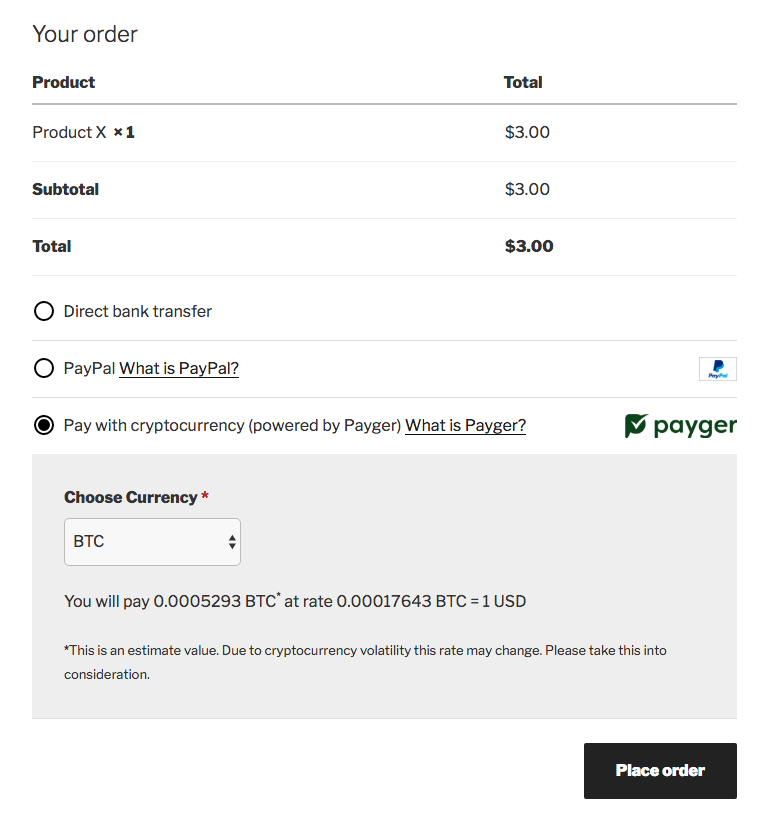 Your order
Product Total
Product X × 1 $3.00
Subtotal $3.00
Total $3.00
Direct bank transfer
PayPal What is PayPal? PayPal
Pay with cryptocurrency (powered by Payger) What is Payger? payger
Choose Currency *
BTC
You will pay 0.0005293 BTC* at rate 0.00017643 BTC = 1 USD
*This is an estimate value. Due to cryptocurrency volatility this rate may change. Please take this into
consideration.
Place order